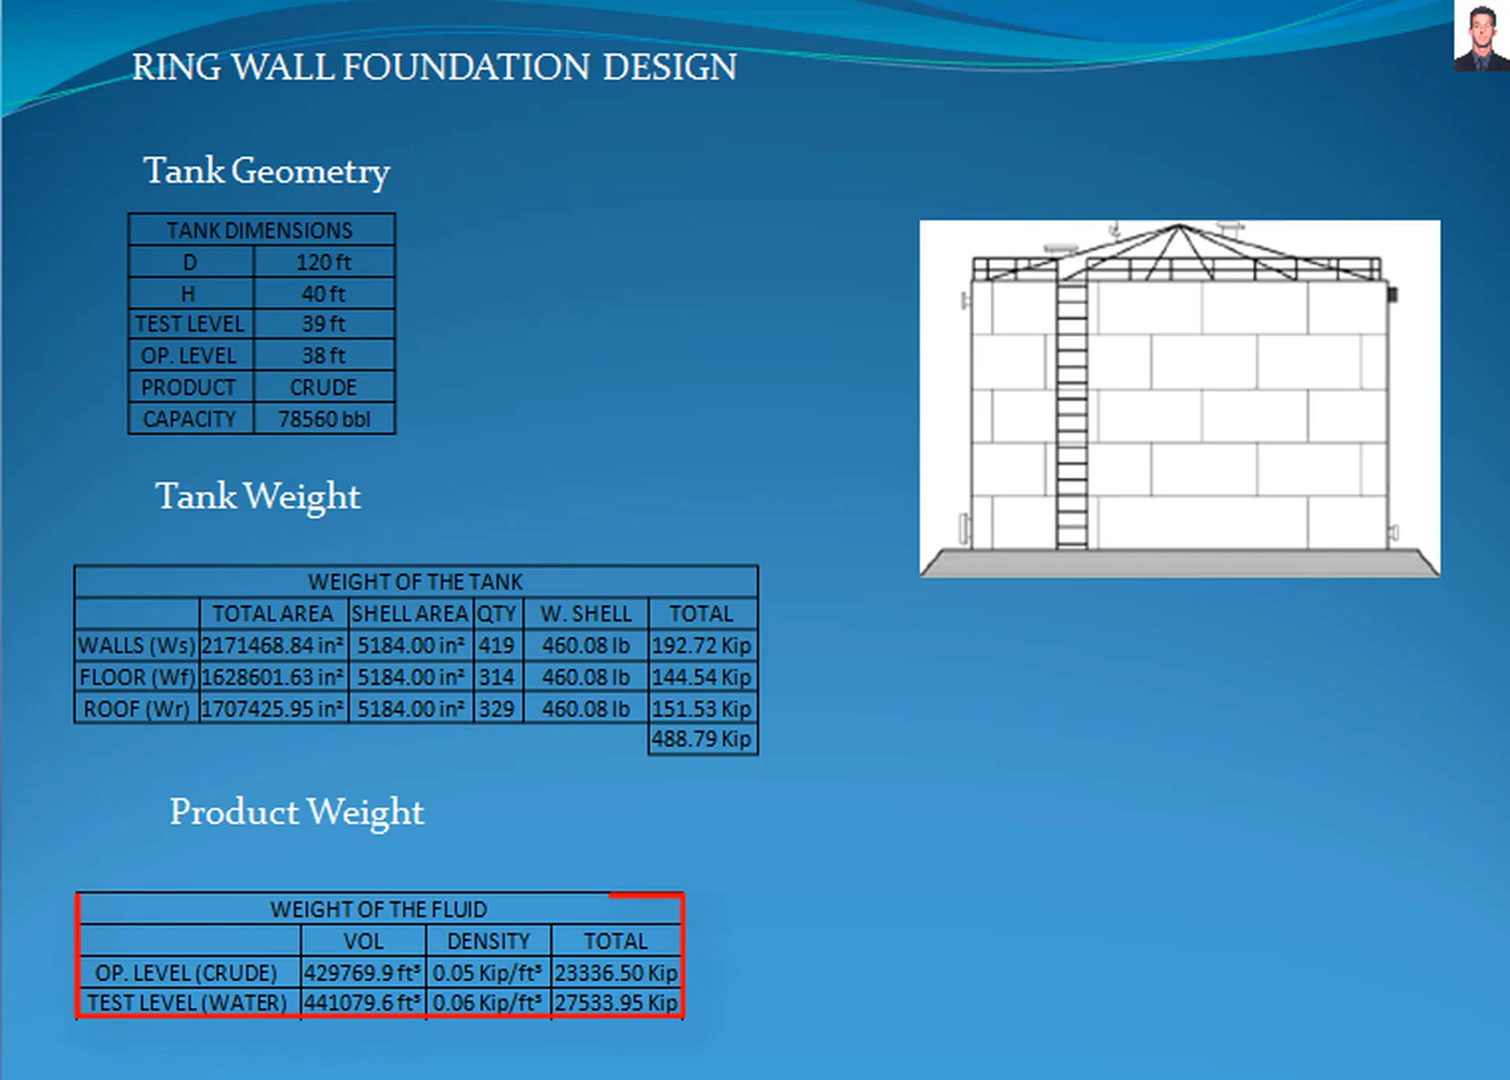 RING WALL FOUNDATION DESIGN
Tank Geometry
TANK DIMENSIONS
D 120 ft
H 40 ft
TEST LEVEL 39 ft
OP. LEVEL 38 ft
PRODUCT CRUDE
CAPACITY 78560 bbl
Tank Weight
WEIGHT OF THE TANK
TOTAL AREA SHELL AREA QTY W. SHELL TOTAL
WALLS (Ws) 2171468.84 in² 5184.00 in² 419 460.08 lb 192.72 Kip
FLOOR (Wf) 1628601.63 in² 5184.00 in² 314 460.08 lb 144.54 Kip
ROOF (Wr) 1707425.95 in² 5184.00 in² 329 460.08 lb 151.53 Kip
488.79 Kip
Product Weight
WEIGHT OF THE FLUID
VOL DENSITY TOTAL
OP. LEVEL (CRUDE) 429769.9 ft³ 0.05 Kip/ft³ 23336.50 Kip
TEST LEVEL (WATER) 441079.6 ft³ 0.06 Kip/ft³ 27533.95 Kip